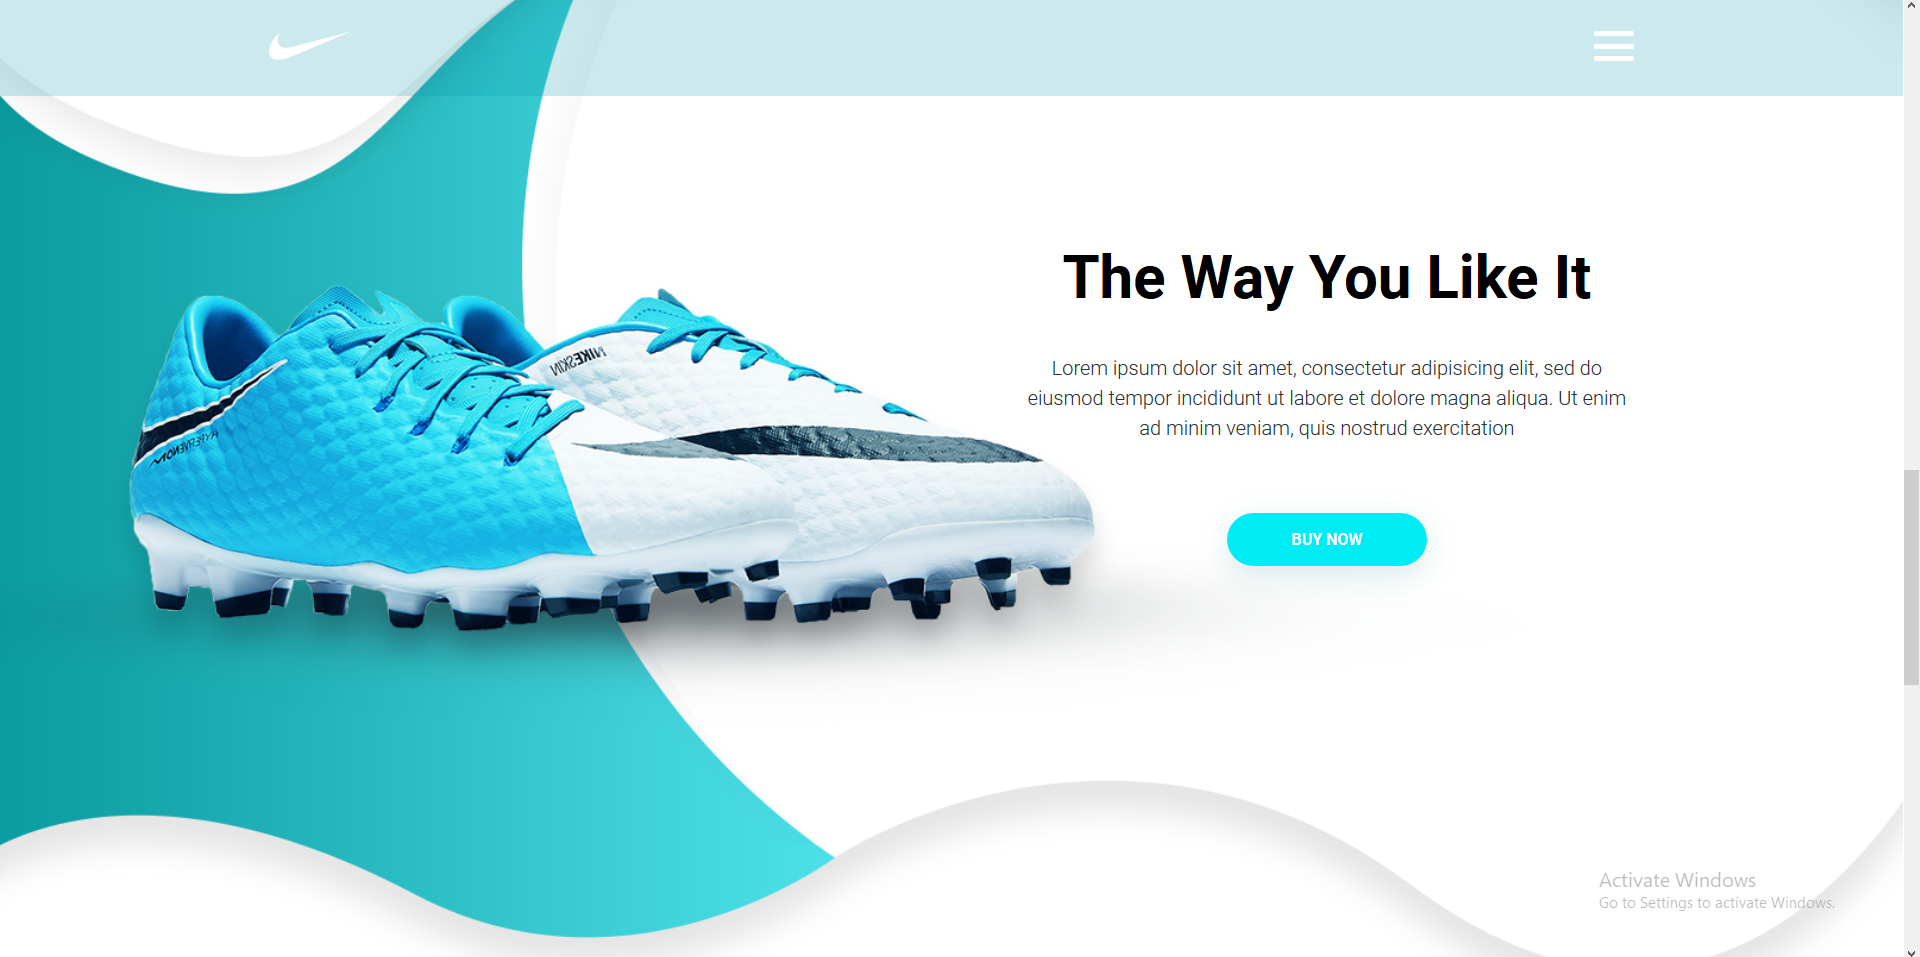 The Way You Like It
NIKESKIN
HYPERVENOM
Lorem ipsum dolor sit amet, consectetur adipisicing elit, sed do
eiusmod tempor incididunt ut labore et dolore magna aliqua. Ut enim
ad minim veniam, quis nostrud exercitation
BUY NOW
Activate Windows
Go to Settings to activate Windows.